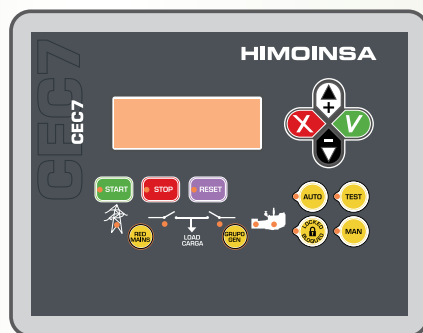 HIMOINSA
CEC7
CEC7
+
X
V
-
START
STOP
RESET
AUTO
TEST
RED
MAINS
LOAD
CARGA
GRUPO
GEN
LOCKED
BLOQUEO
MAN